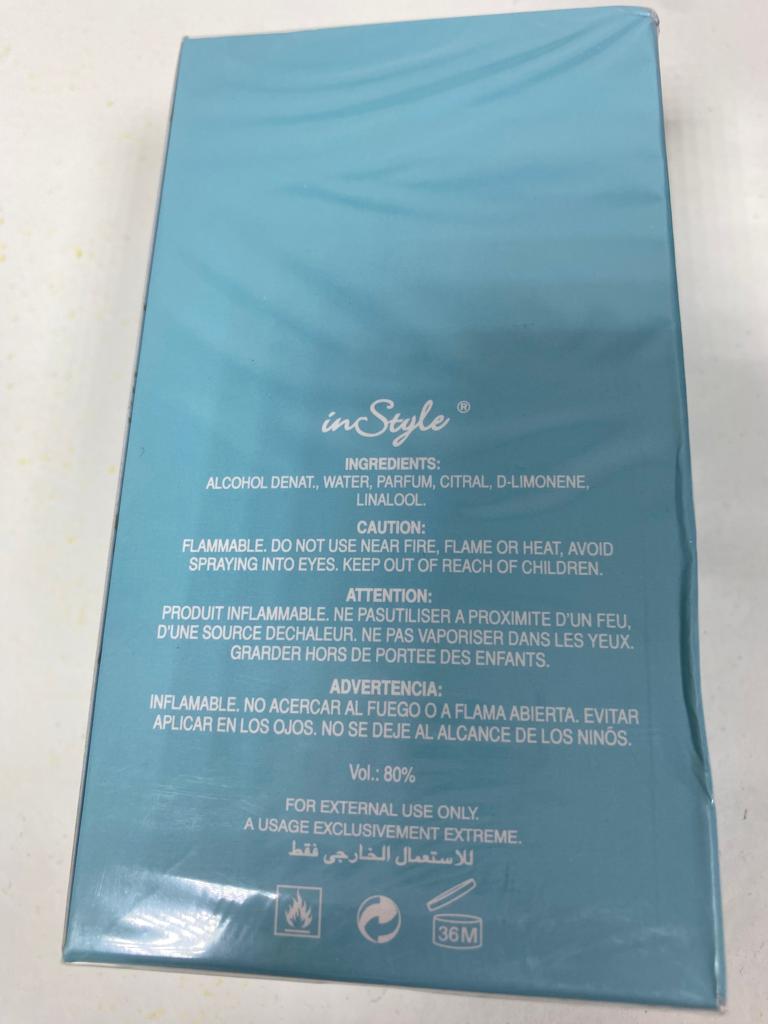 inStyle ®
INGREDIENTS:
ALCOHOL DENAT., WATER, PARFUM, CITRAL, D-LIMONENE,
LINALOOL.
CAUTION:
FLAMMABLE. DO NOT USE NEAR FIRE, FLAME OR HEAT, AVOID
SPRAYING INTO EYES. KEEP OUT OF REACH OF CHILDREN.
ATTENTION:
PRODUIT INFLAMMABLE. NE PASUTILISER A PROXIMITE D'UN FEU,
D'UNE SOURCE DECHALEUR. NE PAS VAPORISER DANS LES YEUX.
GRARDER HORS DE PORTEE DES ENFANTS.
ADVERTENCIA:
INFLAMABLE. NO ACERCAR AL FUEGO O A FLAMA ABIERTA. EVITAR
APLICAR EN LOS OJOS. NO SE DEJE AL ALCANCE DE LOS NINÕS.
Vol.: 80%
FOR EXTERNAL USE ONLY.
A USAGE EXCLUSIVEMENT EXTREME.
للاستعمال الخارجى فقط
36M